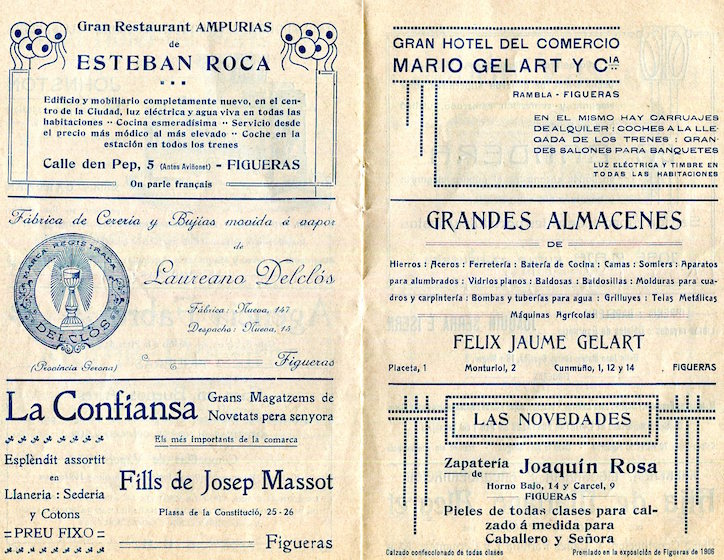 Gran Restaurant AMPURIAS
de
ESTEBAN ROCA
Edificio y mobiliario completamente nuevo, en el cen-
tro de la Ciudad, luz eléctrica y agua viva en todas las
habitaciones ·· Cocina esmeradísima ·· Servicio desde
el precio más módico al más elevado ·· Coche en la
estación en todos los trenes
Calle den Pep, 5 (Antes Aviñonet) - FIGUERAS
On parle français
Fábrica de Cerería y Bujías movida á vapor
de
Laureano Delclós
MARCA REGISTRADA
DELCLÓS
Fábrica: Nueva, 147
Despacho: Nueva, 15
(Provincia Gerona)
Figueras
La Confiansa
Grans Magatzems de
Novetats pera senyora
Els més importants de la comarca
Esplèndit assortit
en
Llaneria : Sederia
y Cotons
PREU FIXO
Fills de Josep Massot
Plassa de la Constitució, 25-26
Figueras
GRAN HOTEL DEL COMERCIO
MARIO GELART Y CIA
RAMBLA - FIGUERAS
EN EL MISMO HAY CARRUAJES
DE ALQUILER : COCHES A LA LLE-
GADA DE LOS TRENES : GRAN-
DES SALONES PARA BANQUETES
LUZ ELÉCTRICA Y TIMBRE EN
TODAS LAS HABITACIONES
GRANDES ALMACENES
DE
Hierros : Aceros : Ferretería : Batería de Cocina : Camas : Somiers : Aparatos
para alumbrados : Vidrios planos : Baldosas : Baldosillas : Molduras para cua-
dros y carpintería : Bombas y tuberías para agua : Grilluyes : Telas Metálicas
Máquinas Agrícolas
FELIX JAUME GELART
Placeta, 1 Monturiol, 2 Cunmuño, 1, 12 y 14 FIGUERAS
LAS NOVEDADES
Zapatería
de
Joaquín Rosa
Horno Bajo, 14 y Carcel, 9
FIGUERAS
Pieles de todas clases para cal-
zado á medida para
Caballero y Señora
Calzado confeccionado de todas clases Premiado en la exposición de Figueras de 1906